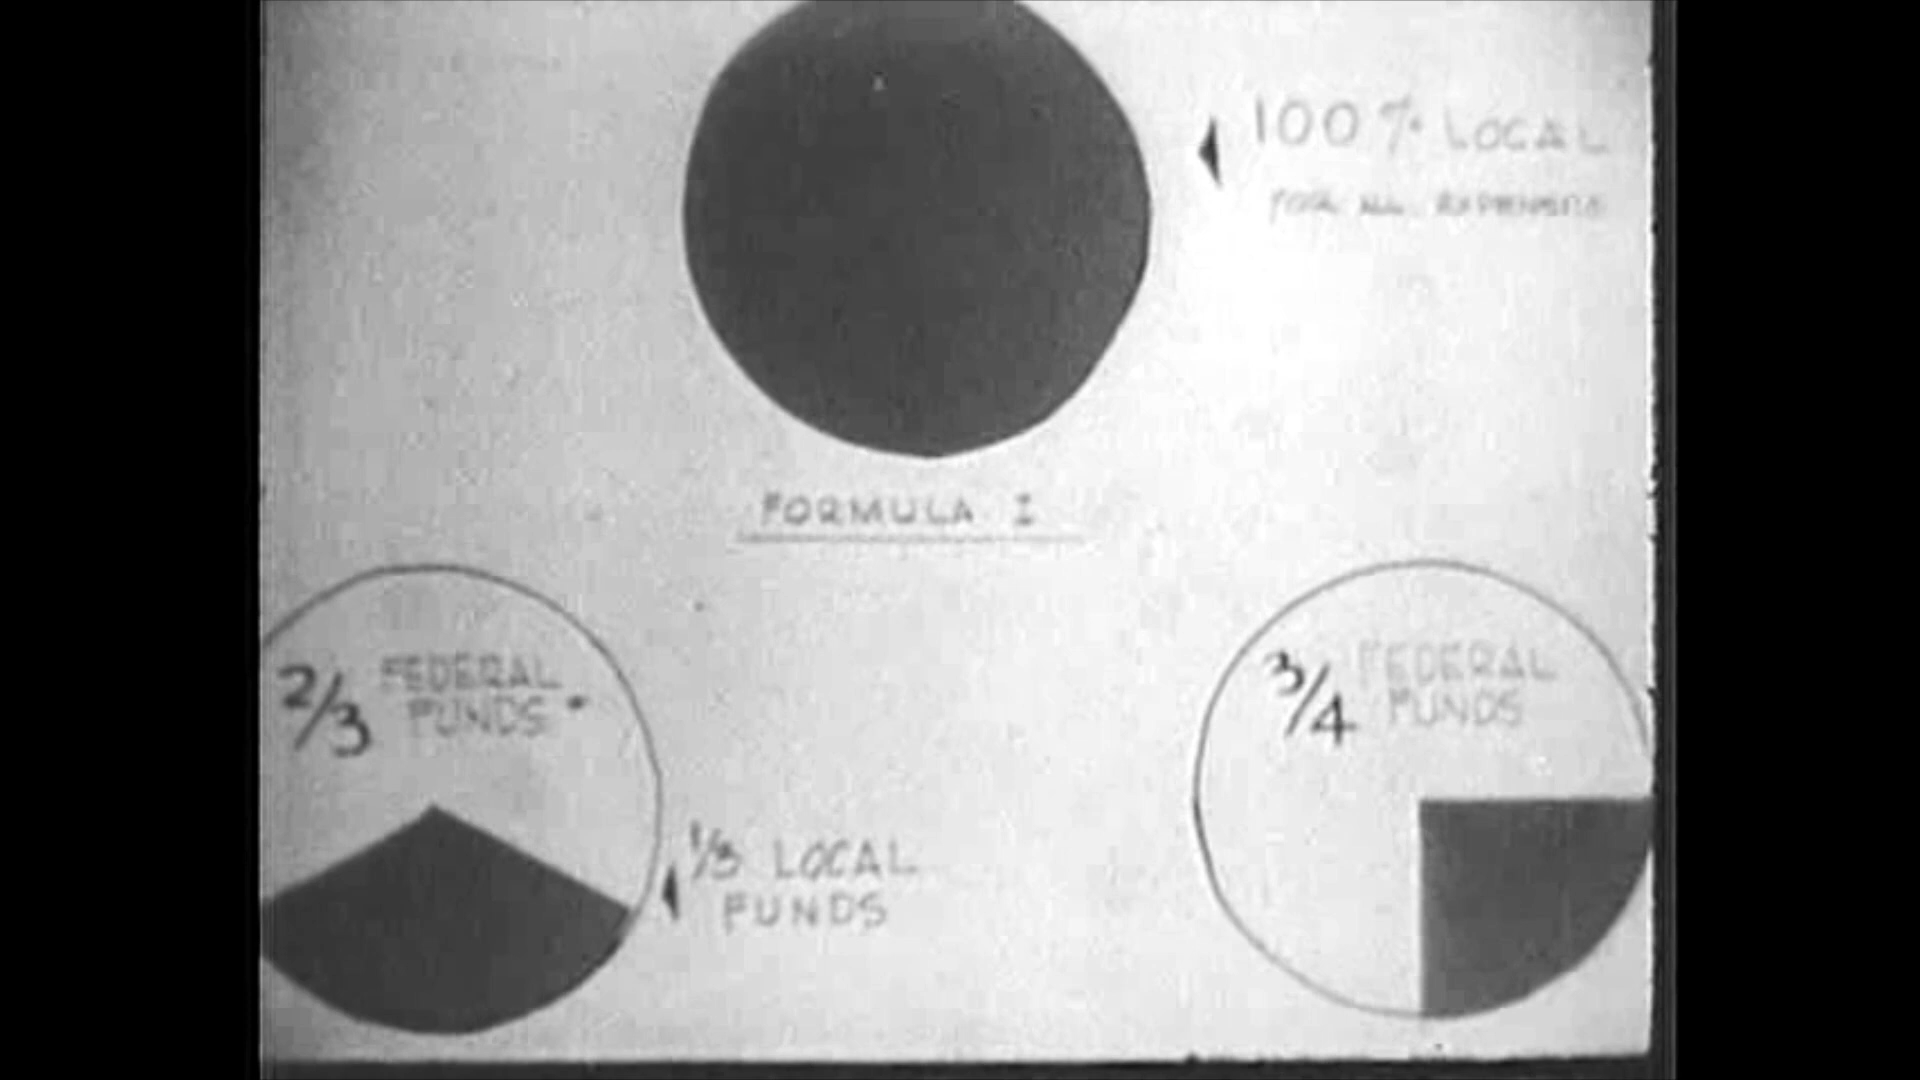 100% LOCAL
FOR ALL EXPENSES
FORMULA I
2/3 FEDERAL
FUNDS
3/4 FEDERAL
FUNDS
1/3 LOCAL
FUNDS